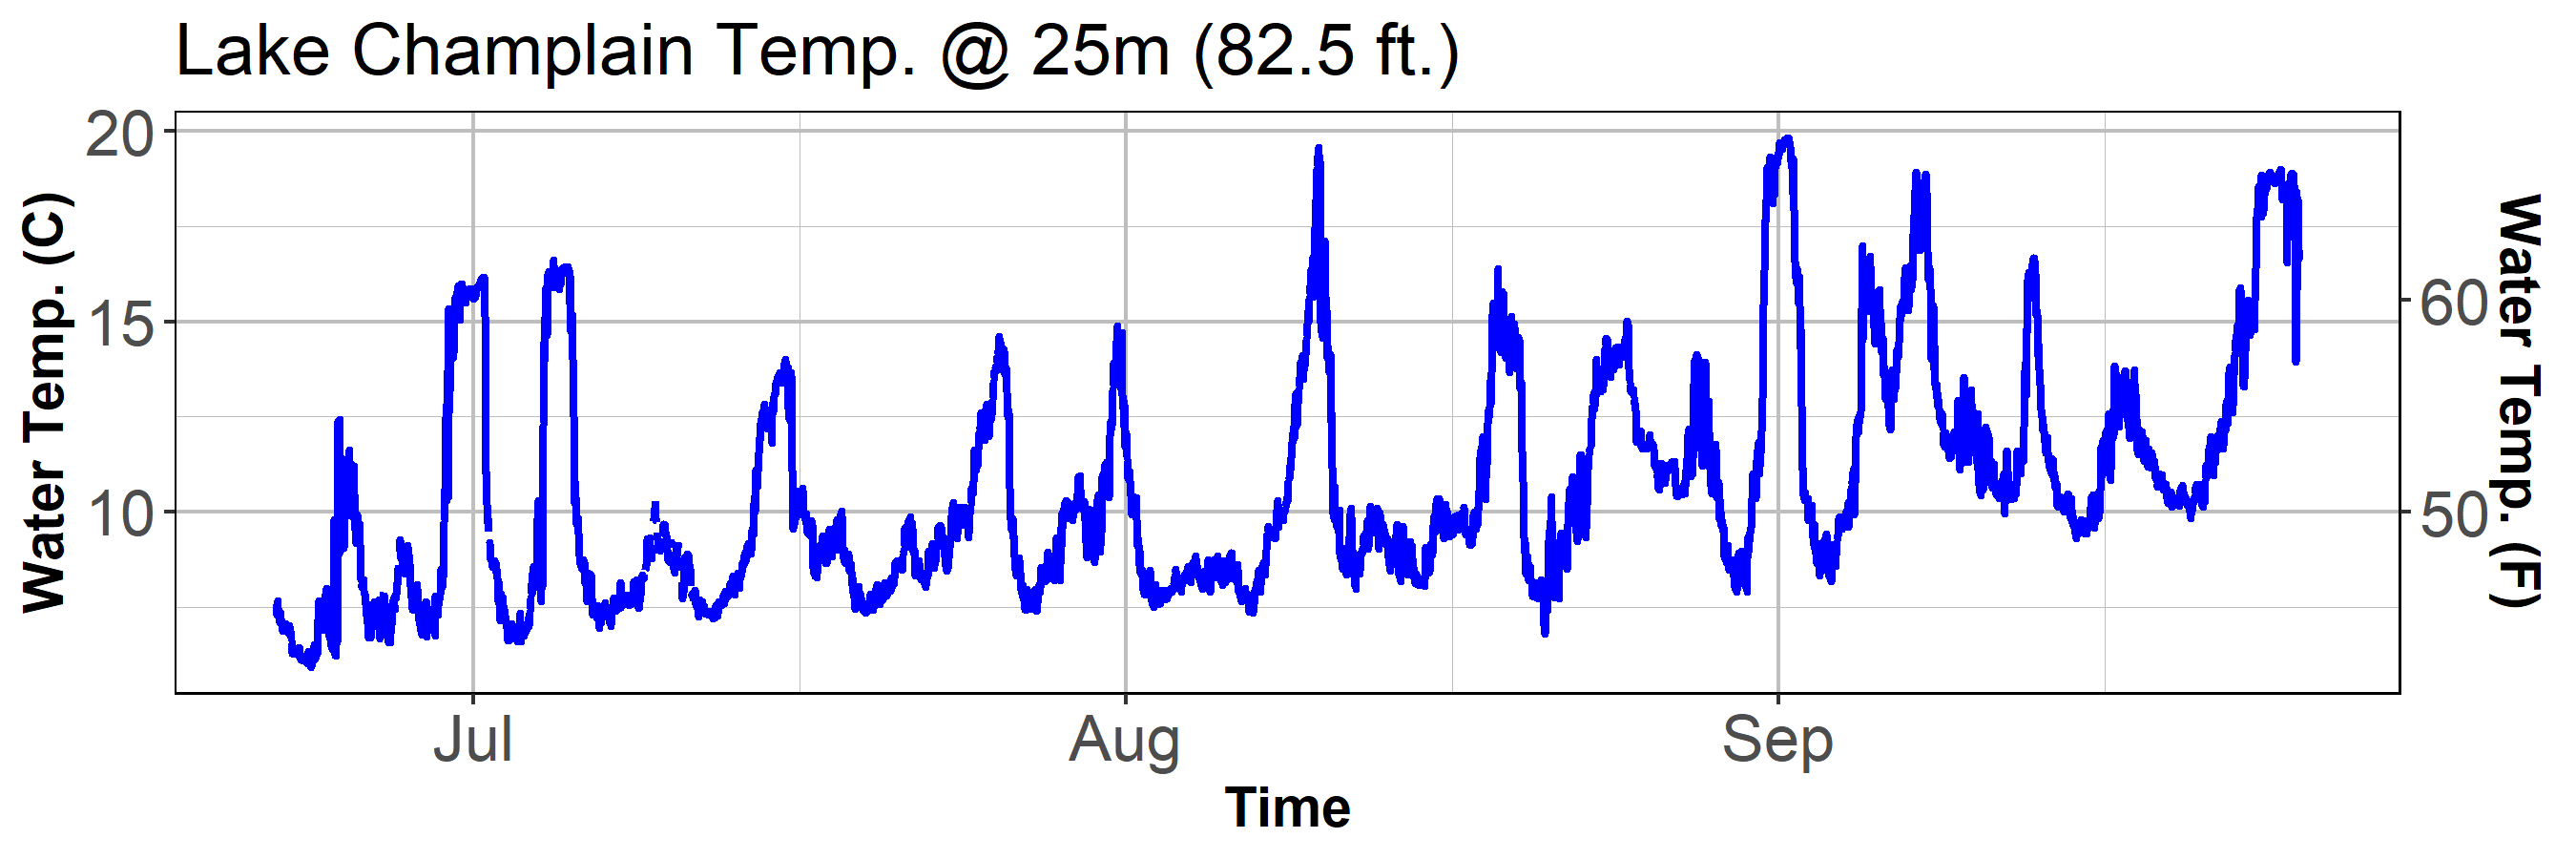 Lake Champlain Temp. @ 25m (82.5 ft.)
Water Temp. (C)
20
15
10
60
50
Water Temp. (F)
Jul
Aug
Sep
Time